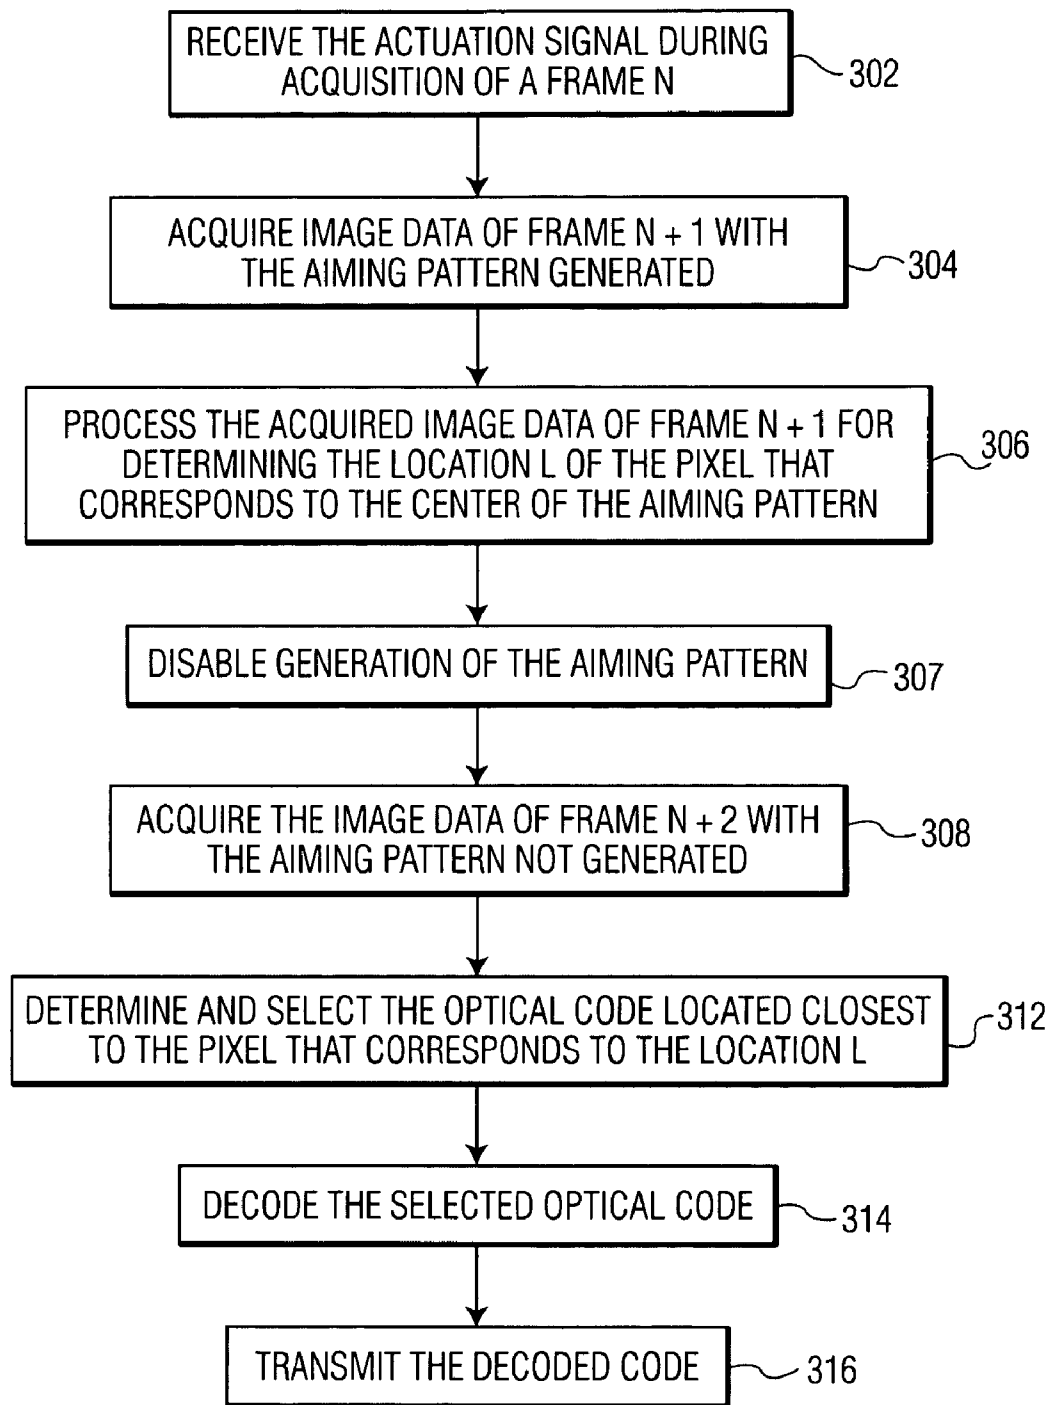 RECEIVE THE ACTUATION SIGNAL DURING
ACQUISITION OF A FRAME N
302
ACQUIRE IMAGE DATA OF FRAME N + 1 WITH
THE AIMING PATTERN GENERATED
304
PROCESS THE ACQUIRED IMAGE DATA OF FRAME N + 1 FOR
DETERMINING THE LOCATION L OF THE PIXEL THAT
CORRESPONDS TO THE CENTER OF THE AIMING PATTERN
306
DISABLE GENERATION OF THE AIMING PATTERN
307
ACQUIRE THE IMAGE DATA OF FRAME N + 2 WITH
THE AIMING PATTERN NOT GENERATED
308
DETERMINE AND SELECT THE OPTICAL CODE LOCATED CLOSEST
TO THE PIXEL THAT CORRESPONDS TO THE LOCATION L
312
DECODE THE SELECTED OPTICAL CODE
314
TRANSMIT THE DECODED CODE
316